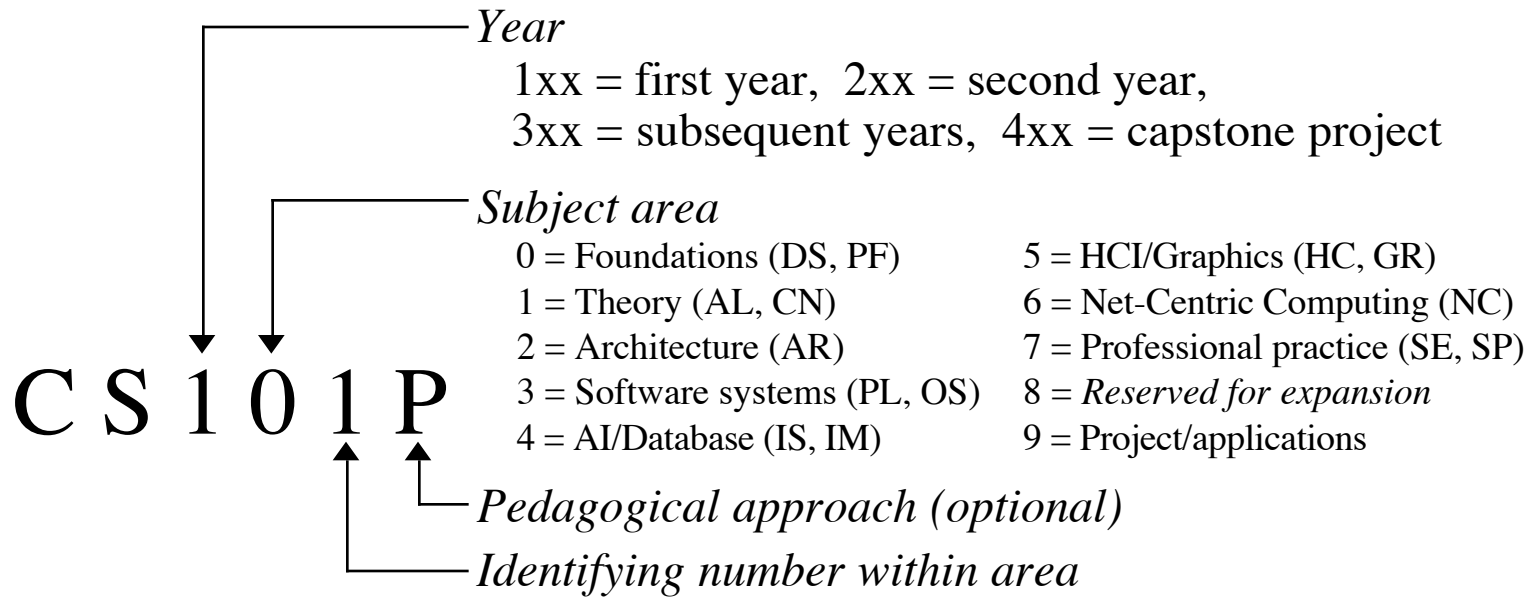 Year
1xx = first year, 2xx = second year,
3xx = subsequent years, 4xx = capstone project
Subject area
0 = Foundations (DS, PF)
1 = Theory (AL, CN)
2 = Architecture (AR)
3 = Software systems (PL, OS)
4 = AI/Database (IS, IM)
5 = HCI/Graphics (HC, GR)
6 = Net-Centric Computing (NC)
7 = Professional practice (SE, SP)
8 = Reserved for expansion
9 = Project/applications
CS101P
Pedagogical approach (optional)
Identifying number within area